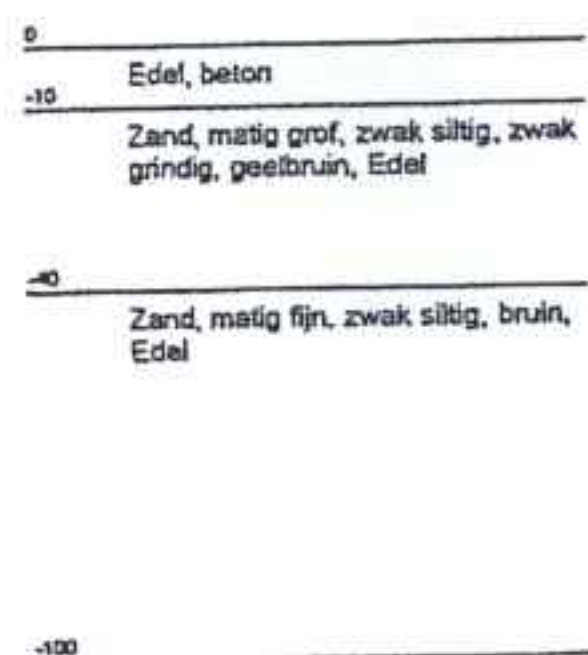 0
Edel, beton
-10
Zand, matig grof, zwak siltig, zwak
grindig, geelbruin, Edel
-40
Zand, matig fijn, zwak siltig, bruin,
Edel
-100